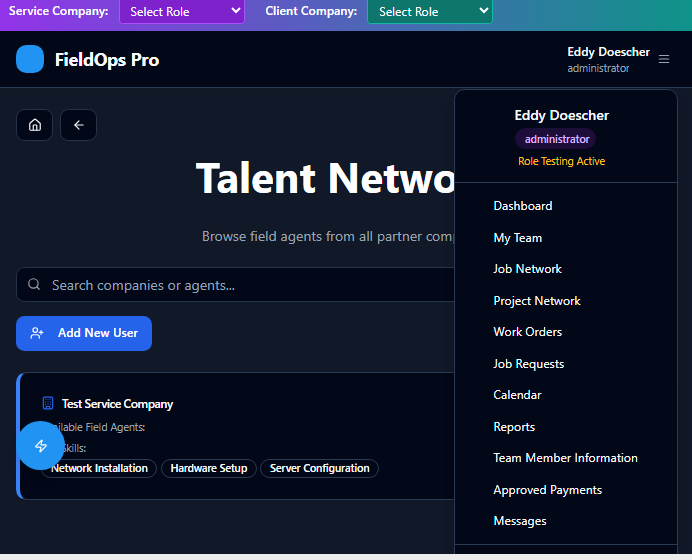 Service Company: Select Role Client Company: Select Role
FieldOps Pro
Eddy Doescher
administrator
Eddy Doescher
administrator
Role Testing Active
Dashboard
My Team
Job Network
Project Network
Work Orders
Job Requests
Calendar
Reports
Team Member Information
Approved Payments
Messages
Talent Netwo
Browse field agents from all partner comp
Search companies or agents...
Add New User
Test Service Company
ilable Field Agents:
Skills:
Network Installation Hardware Setup Server Configuration